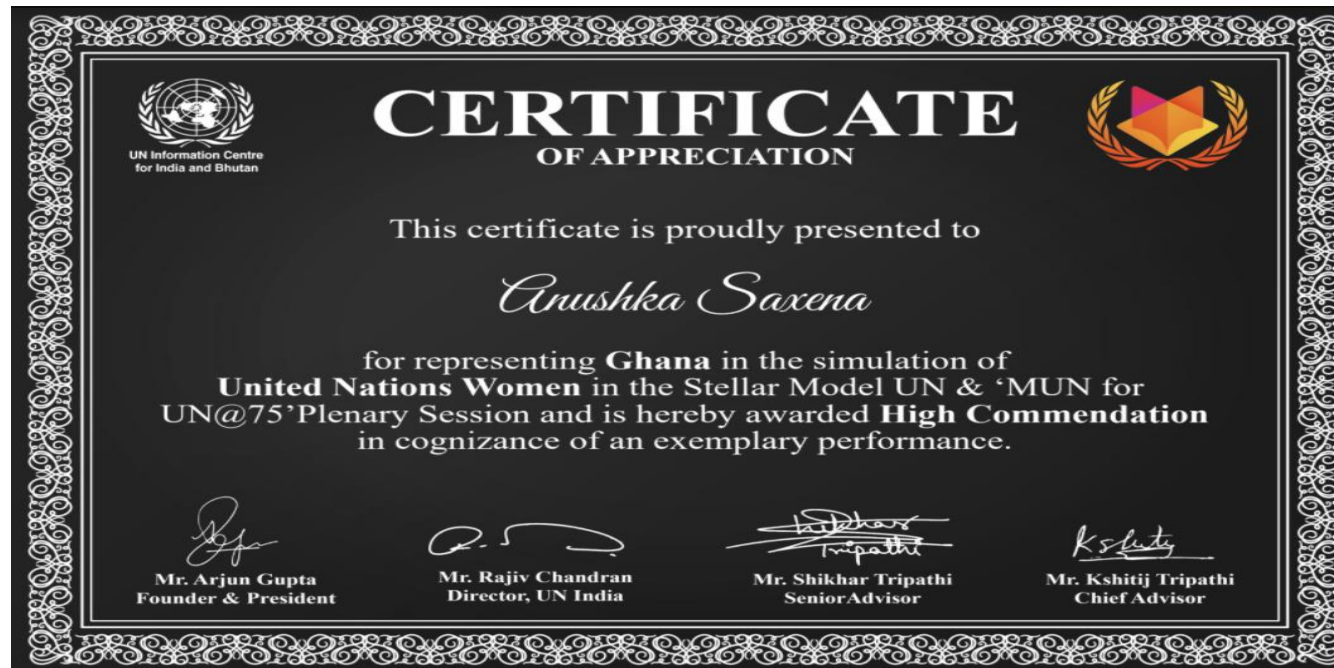 UN Information Centre
for India and Bhutan
CERTIFICATE
OF APPRECIATION
This certificate is proudly presented to
Anushka Saxena
for representing Ghana in the simulation of
United Nations Women in the Stellar Model UN & ‘MUN for
UN@75’Plenary Session and is hereby awarded High Commendation
in cognizance of an exemplary performance.
Shikhar
Tripathi
Kshitij
Mr. Arjun Gupta
Founder & President
Mr. Rajiv Chandran
Director, UN India
Mr. Shikhar Tripathi
SeniorAdvisor
Mr. Kshitij Tripathi
Chief Advisor